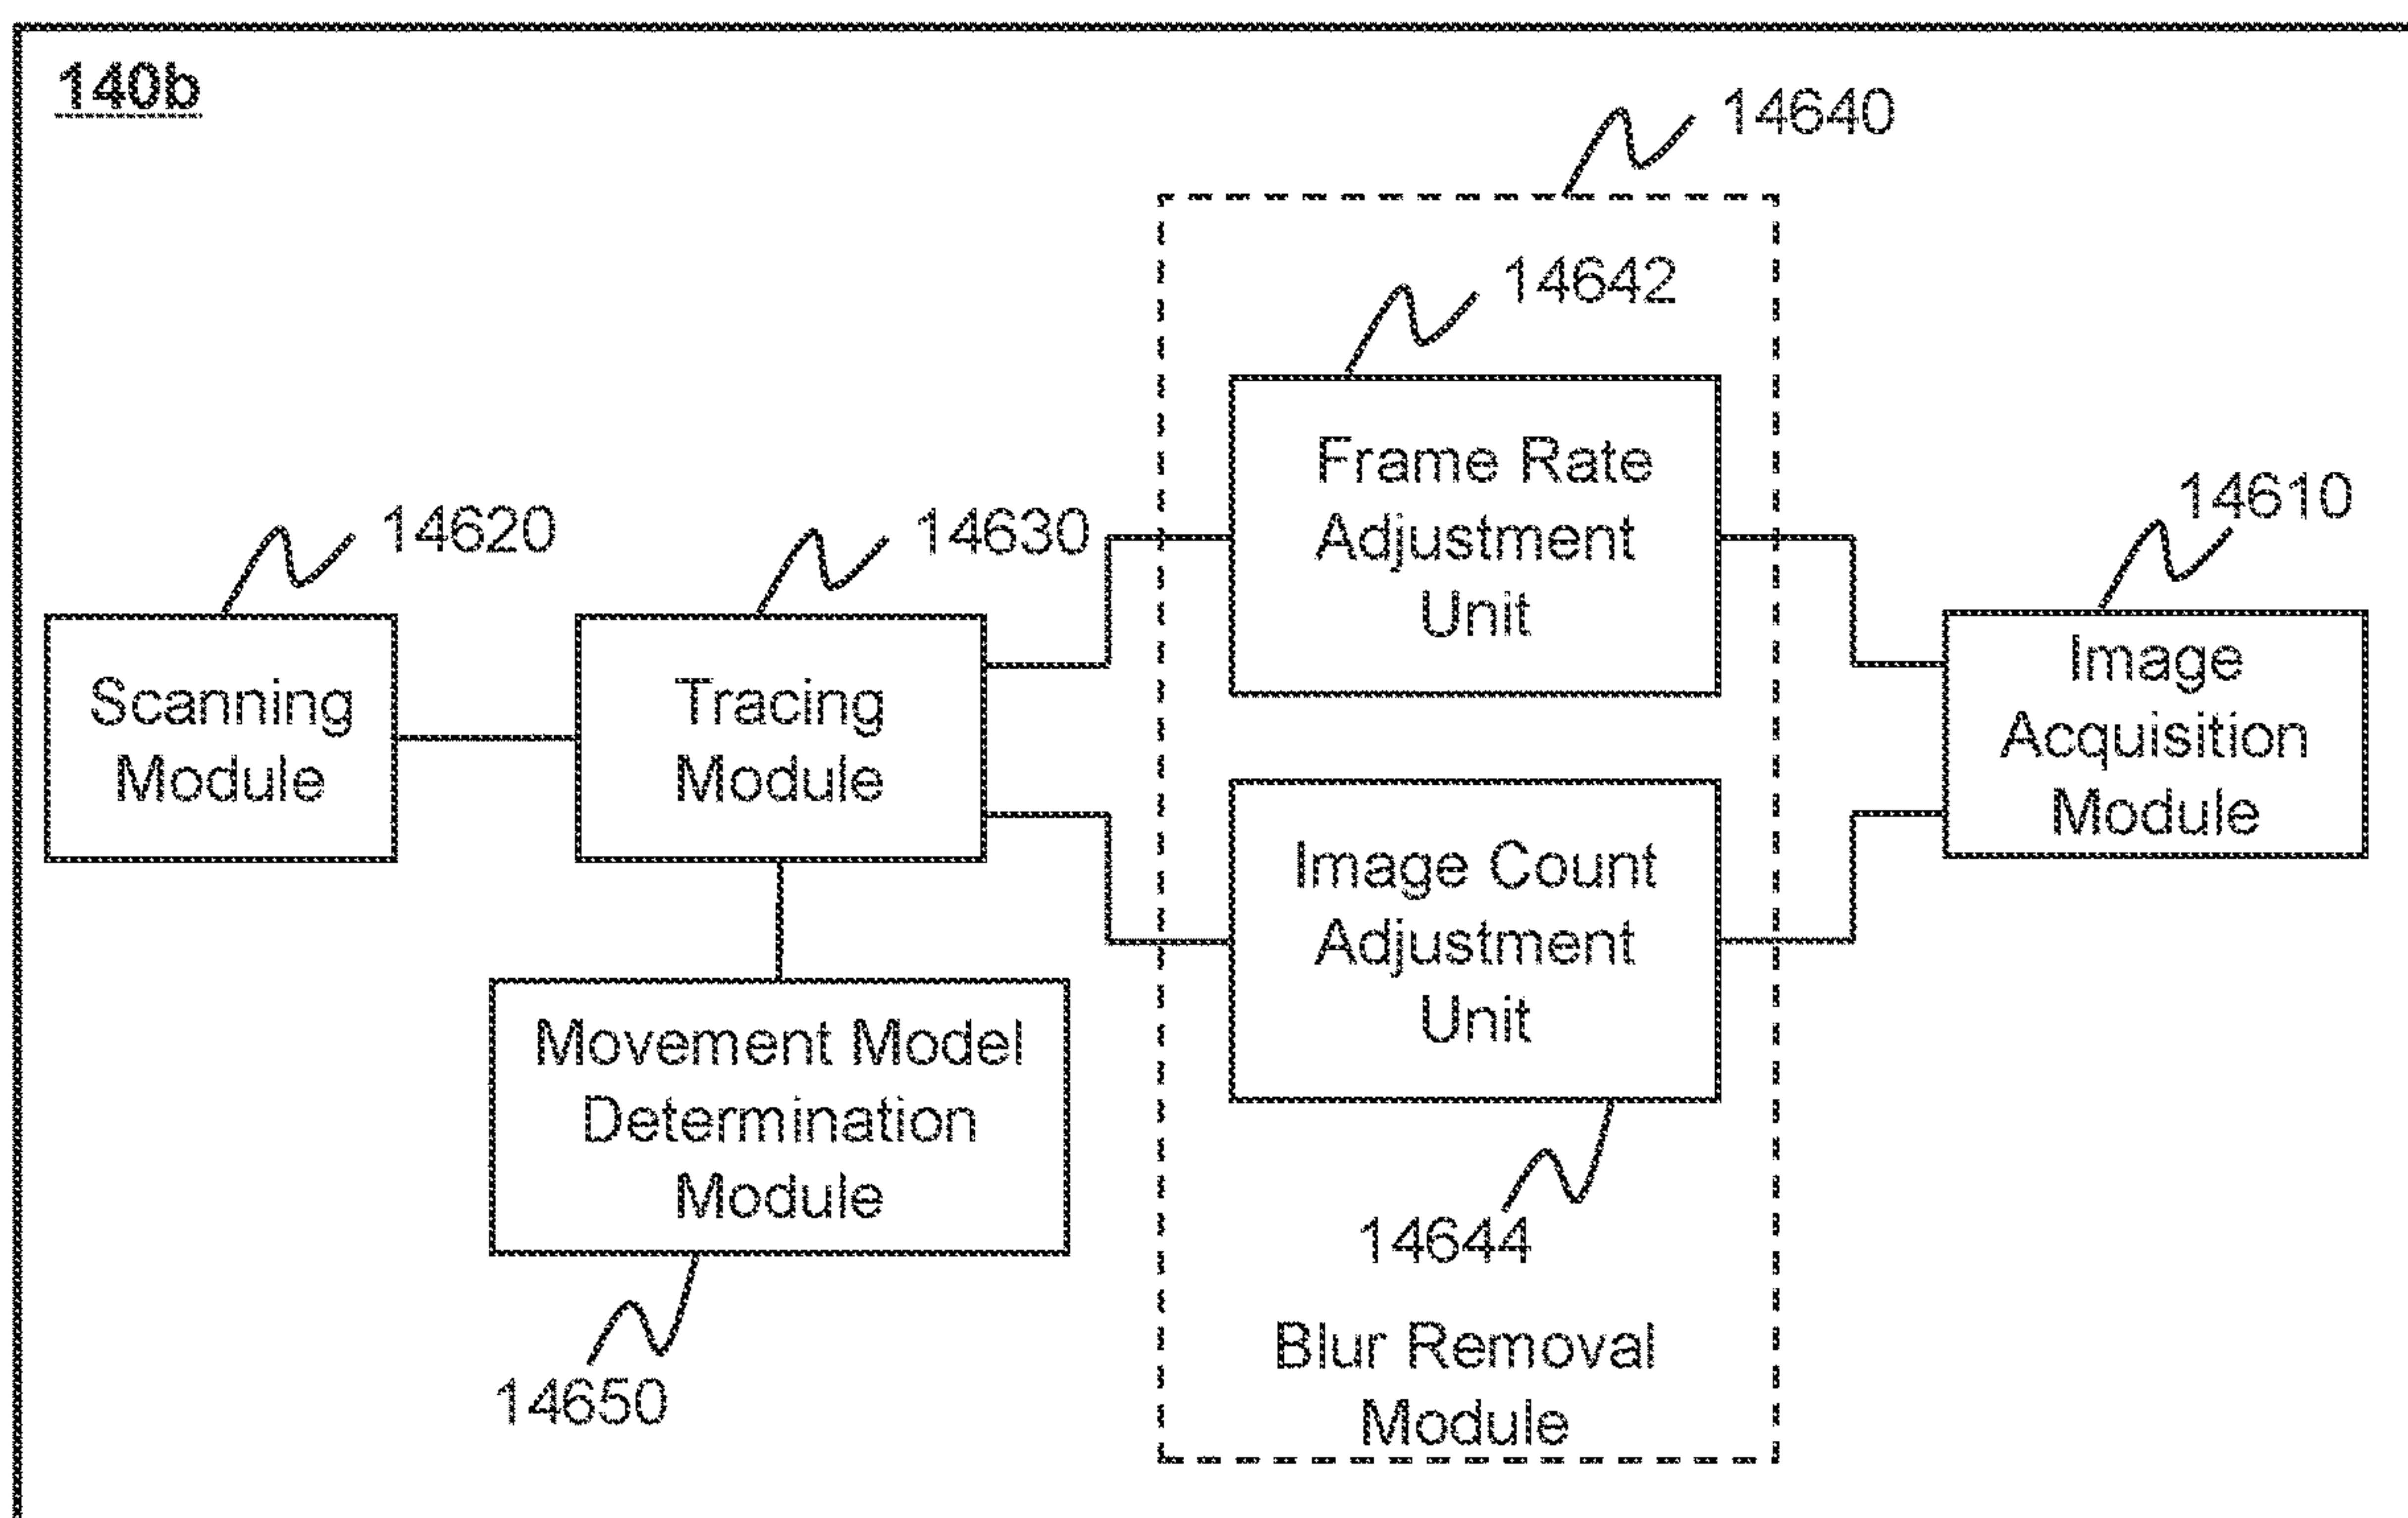 140b
14640
14642
Frame Rate
Adjustment
Unit
14620
Scanning
Module
14630
Tracing
Module
14610
Image
Acquisition
Module
Image Count
Adjustment
Unit
14644
Movement Model
Determination
Module
14650
Blur Removal
Module